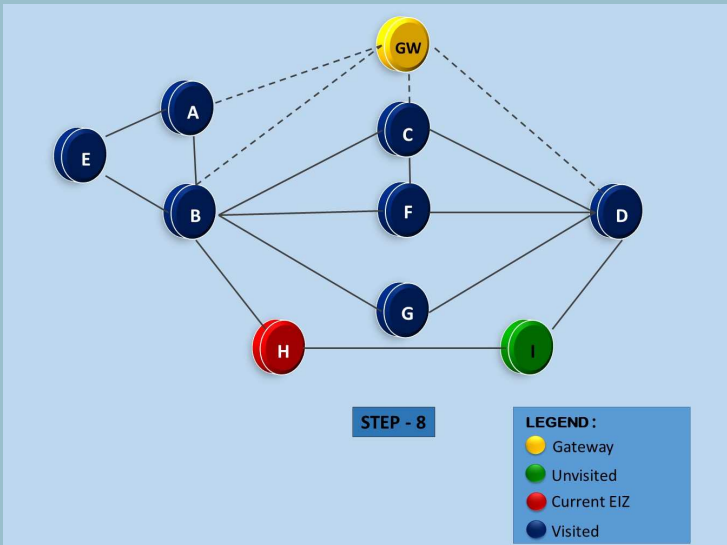 GW
A
C
E
B
F
D
G
H
I
STEP - 8
LEGEND :
Gateway
Unvisited
Current EIZ
Visited